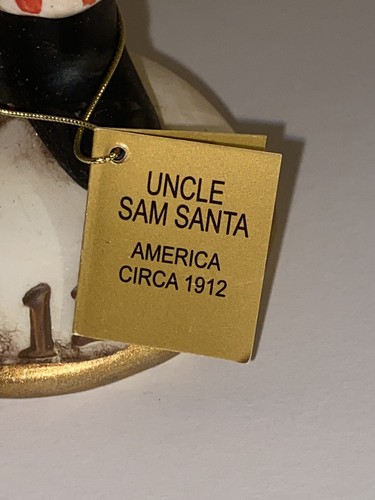 UNCLE
SAM SANTA
AMERICA
CIRCA 1912